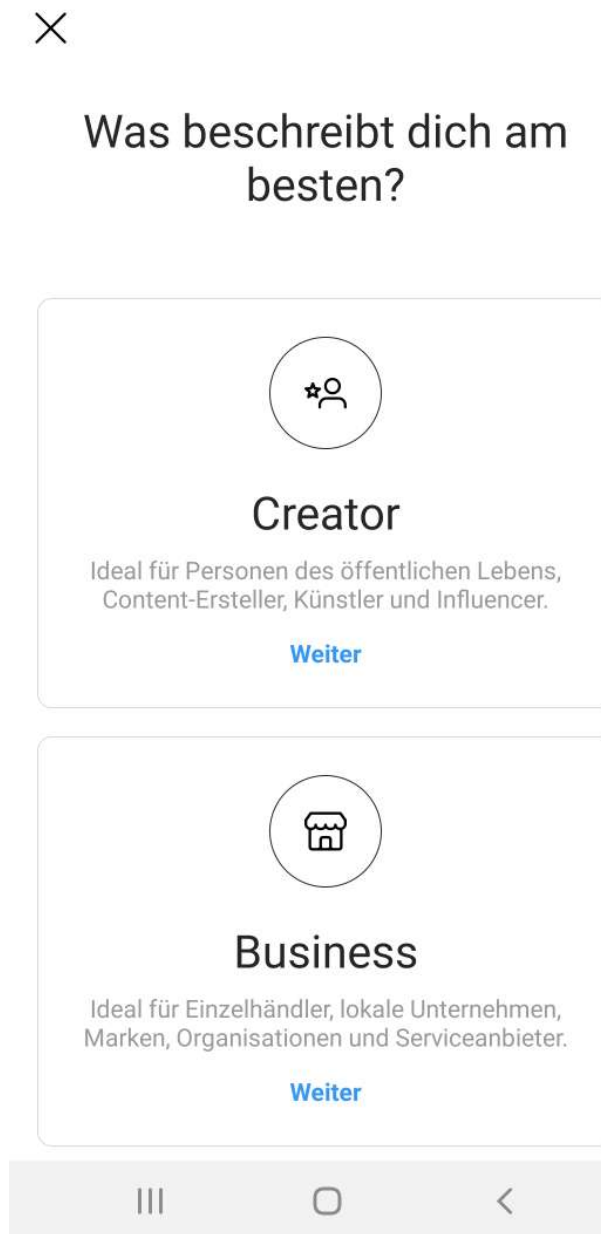 Was beschreibt dich am
besten?
Creator
Ideal für Personen des öffentlichen Lebens,
Content-Ersteller, Künstler und Influencer.
Weiter
Business
Ideal für Einzelhändler, lokale Unternehmen,
Marken, Organisationen und Serviceanbieter.
Weiter